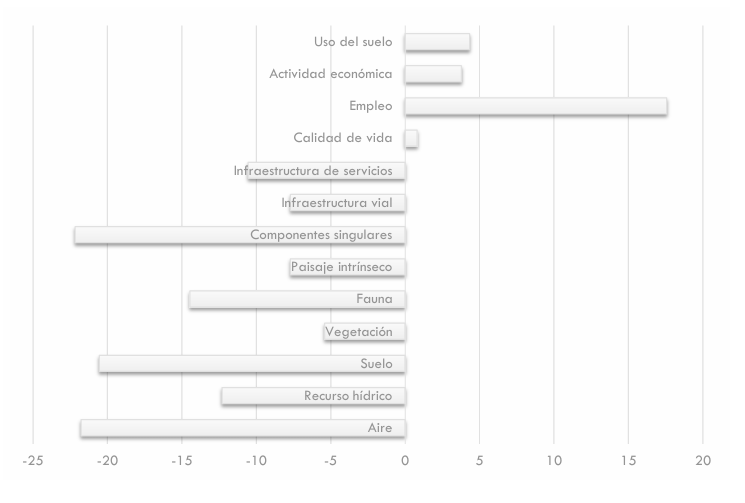 Uso del suelo
Actividad económica
Empleo
Calidad de vida
Infraestructura de servicios
Infraestructura vial
Componentes singulares
Paisaje intrínseco
Fauna
Vegetación
Suelo
Recurso hídrico
Aire
-25 -20 -15 -10 -5 0 5 10 15 20